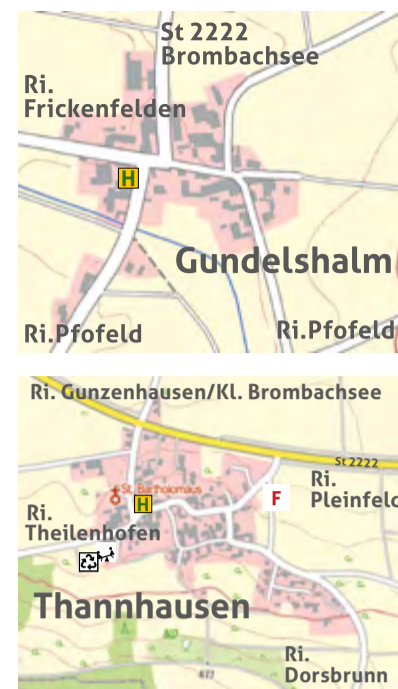 St 2222
Brombachsee
Ri.
Frickenfelden
H
Gundelshalm
Ri.Pfofeld
Ri.Pfofeld
Ri. Gunzenhausen/Kl. Brombachsee
St 2222
Ri.
Pleinfeld
St. Bartholomäus
H
F
Ri.
Theilenhofen
Thannhausen
Ri.
Dorsbrunn